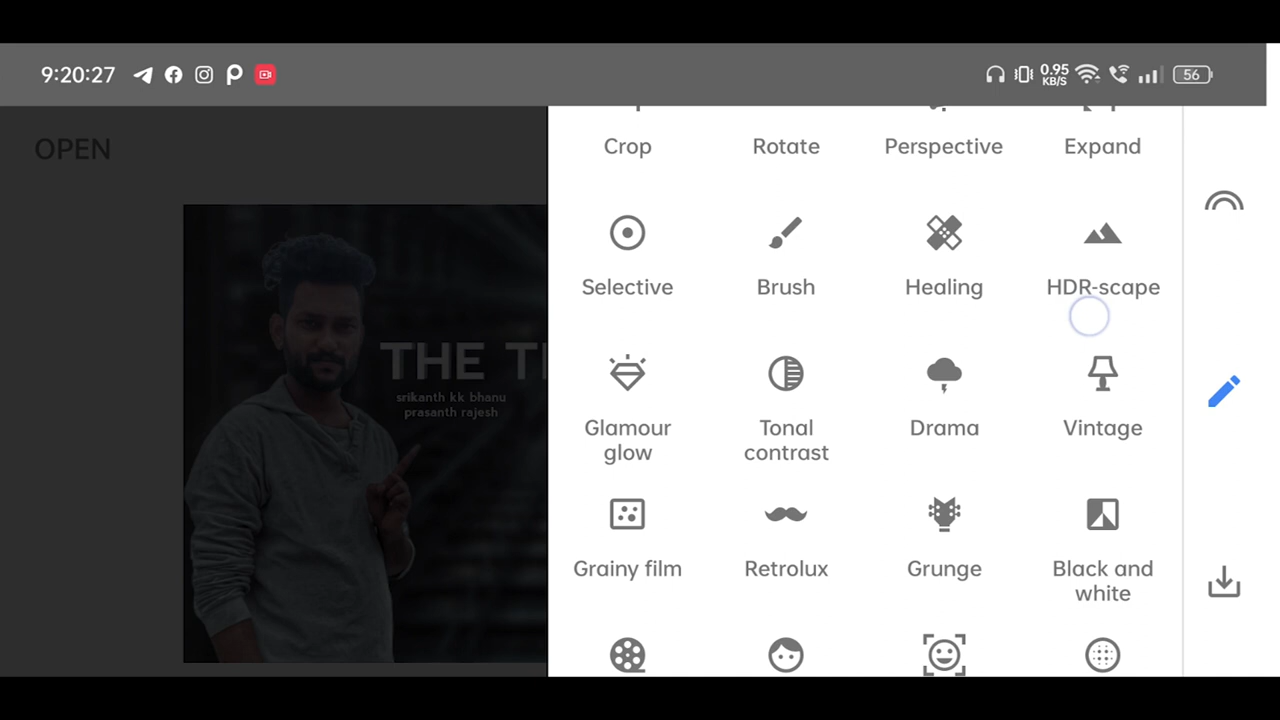 9:20:27
0.95
KB/S
56
OPEN
Crop Rotate Perspective Expand
Selective Brush Healing HDR-scape
Glamour glow Tonal contrast Drama Vintage
Grainy film Retrolux Grunge Black and white
THE T
srikanth kk bhanu
prasanth rajesh